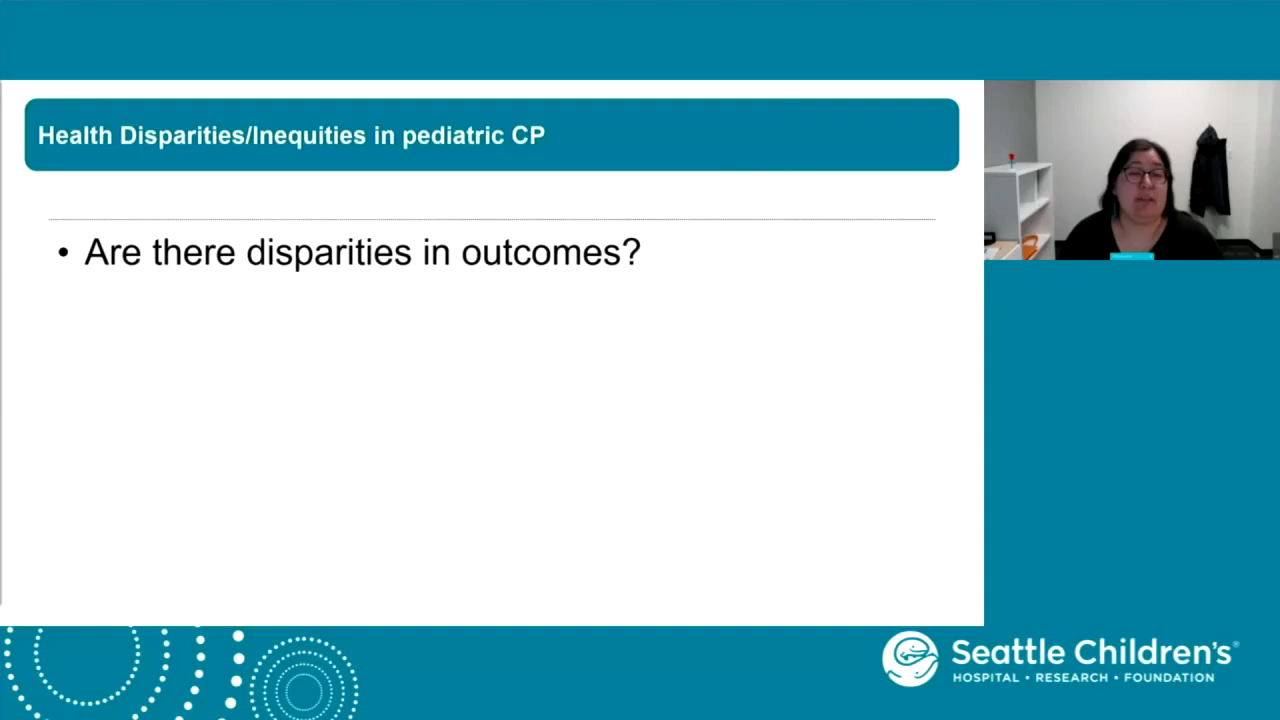 Health Disparities/Inequities in pediatric CP
• Are there disparities in outcomes?
Seattle Children's®
HOSPITAL • RESEARCH • FOUNDATION